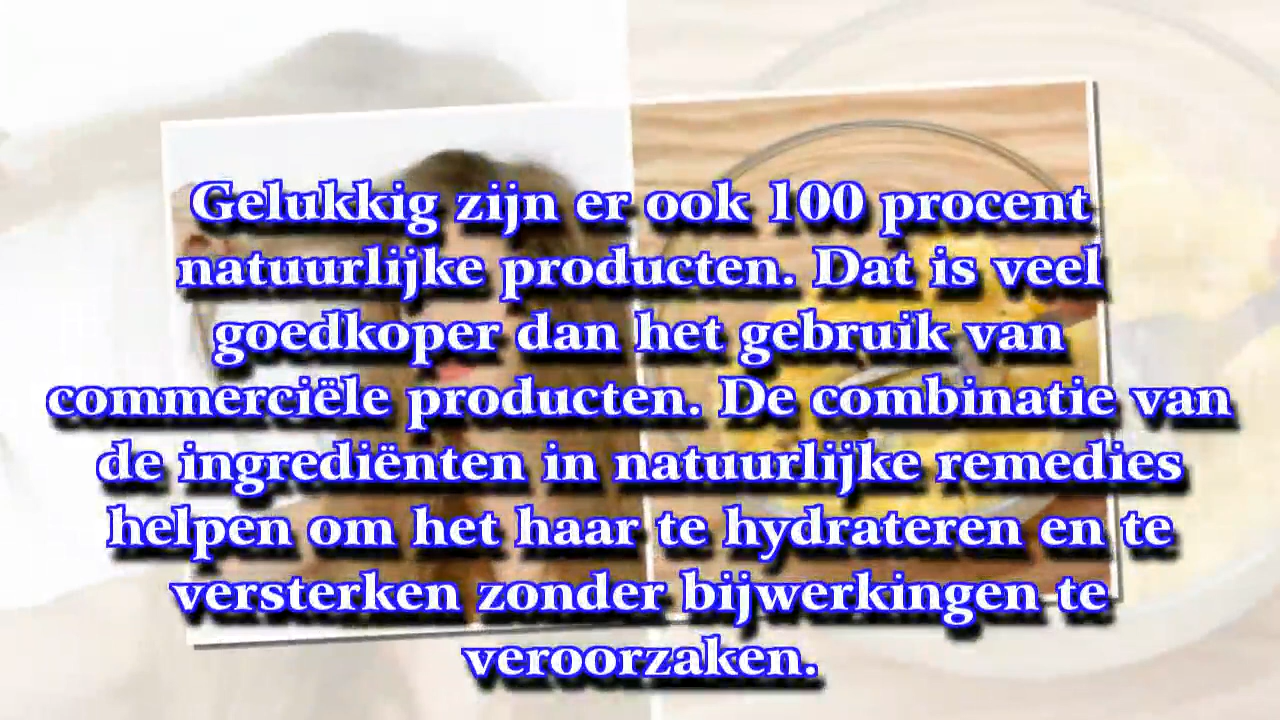 Gelukkig zijn er ook 100 procent
natuurlijke producten. Dat is veel
goedkoper dan het gebruik van
commerciële producten. De combinatie van
de ingrediënten in natuurlijke remedies
helpen om het haar te hydrateren en te
versterken zonder bijwerkingen te
veroorzaken.